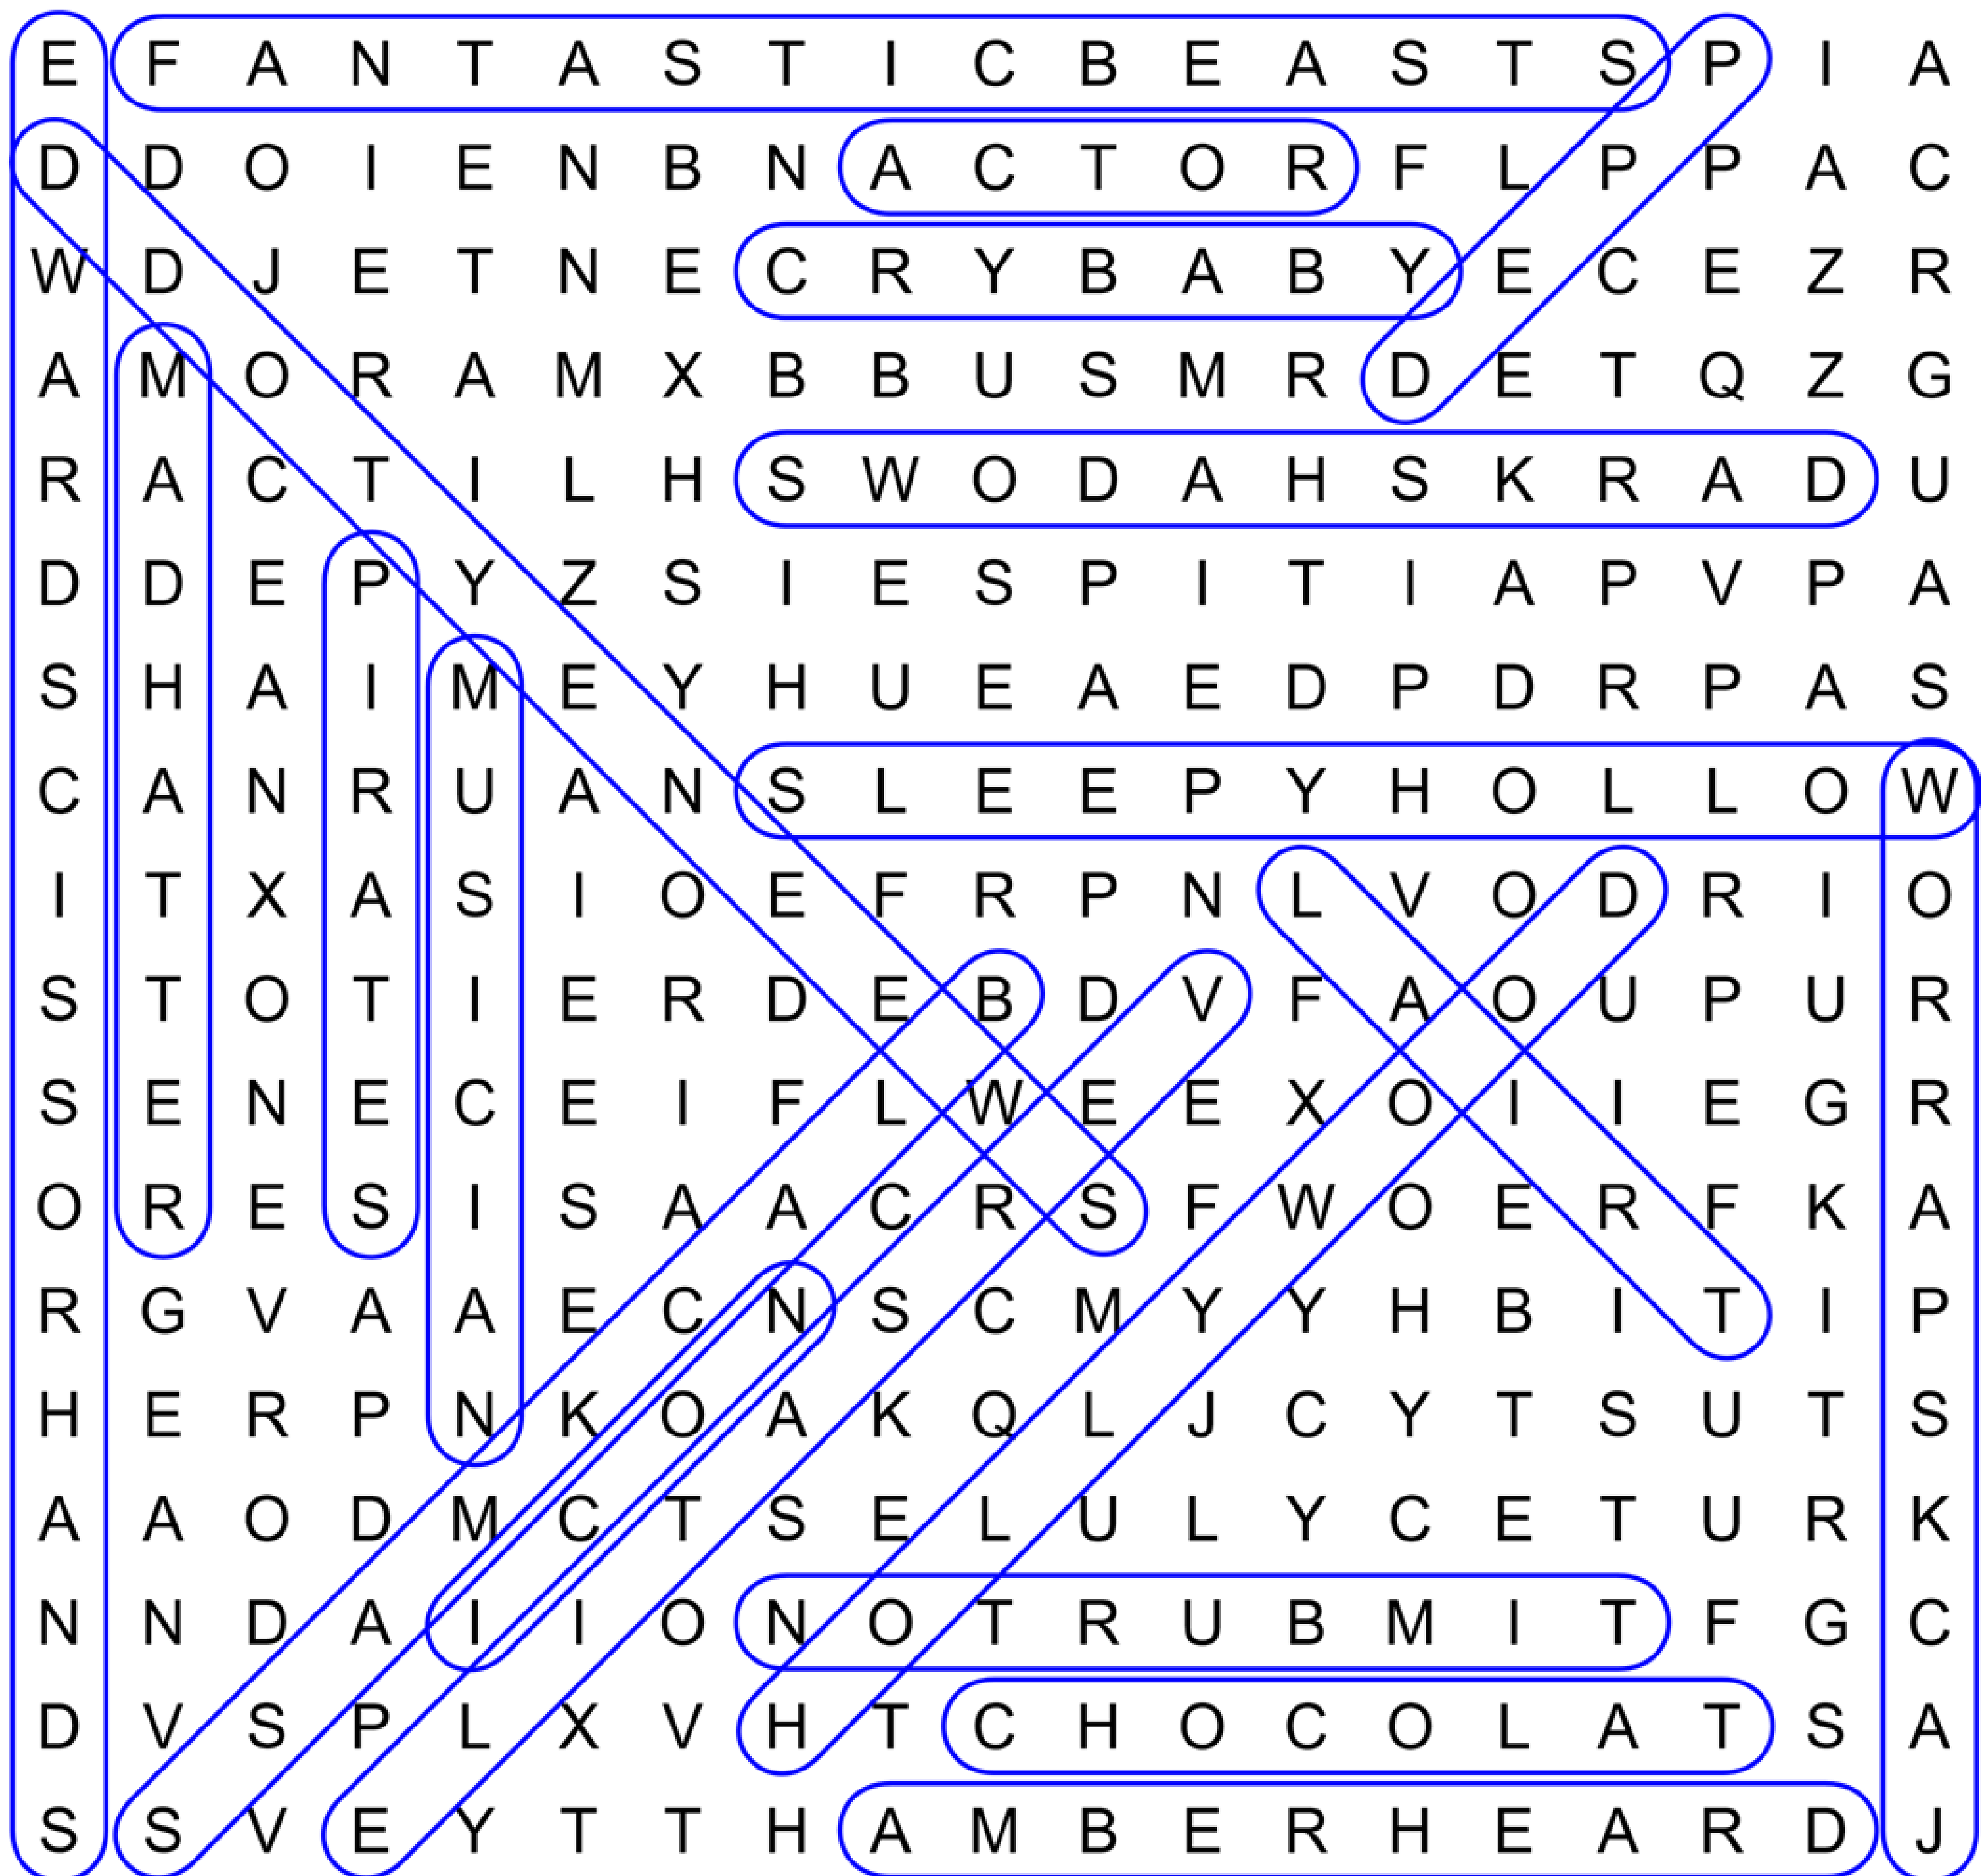 E F A N T A S T I C B E A S T S P I A
D D O I E N B N A C T O R F L P P A C
W D J E T N E C R Y B A B Y E C E Z R
A M O R A M X B B U S M R D E T Q Z G
R A C T I L H S W O D A H S K R A D U
D D E P Y Z S I E S P I T I A P V P A
S H A I M E Y H U E A E D P D R P A S
C A N R U A N S L E E P Y H O L L O W
I T X A S I O E F R P N L V O D R I O
S T O T I E R D E B D V F A O U P U R
S E N E C E I F L W E E X O I I E G R
O R E S I S A A C R S F W O E R F K A
R G V A A E C N S C M Y Y H B I T I P
H E R P N K O A K Q L J C Y T S U T S
A A O D M C T S E L U L Y C E T U R K
N N D A I I O N O T R U B M I T F G C
D V S P L X V H T C H O C O L A T S A
S S V E Y T T H A M B E R H E A R D J